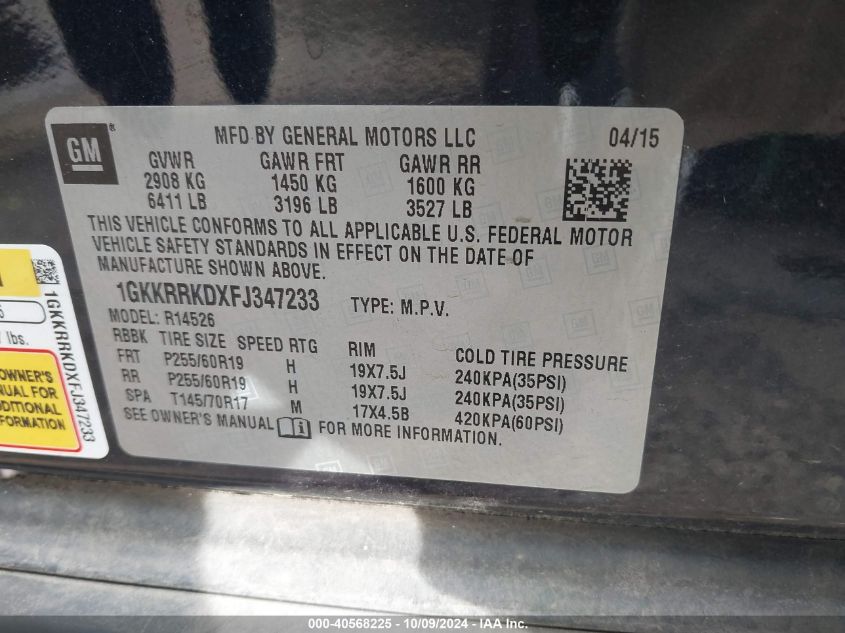 GM ®
MFD BY GENERAL MOTORS LLC 04/15
GVWR GAWR FRT GAWR RR
2908 KG 1450 KG 1600 KG
6411 LB 3196 LB 3527 LB
THIS VEHICLE CONFORMS TO ALL APPLICABLE U.S. FEDERAL MOTOR
VEHICLE SAFETY STANDARDS IN EFFECT ON THE DATE OF
MANUFACTURE SHOWN ABOVE.
1GKKRRKDXFJ347233 TYPE: M.P.V.
MODEL: R14526
RBBK TIRE SIZE SPEED RTG RIM COLD TIRE PRESSURE
FRT P255/60R19 H 19X7.5J 240KPA(35PSI)
RR P255/60R19 H 19X7.5J 240KPA(35PSI)
SPA T145/70R17 M 17X4.5B 420KPA(60PSI)
SEE OWNER'S MANUAL i FOR MORE INFORMATION.
lbs.
OWNER'S
NUAL FOR
DDITIONAL
FORMATION
1GKKRRKDXFJ347233
000-40568225 - 10/09/2024 - IAA Inc.